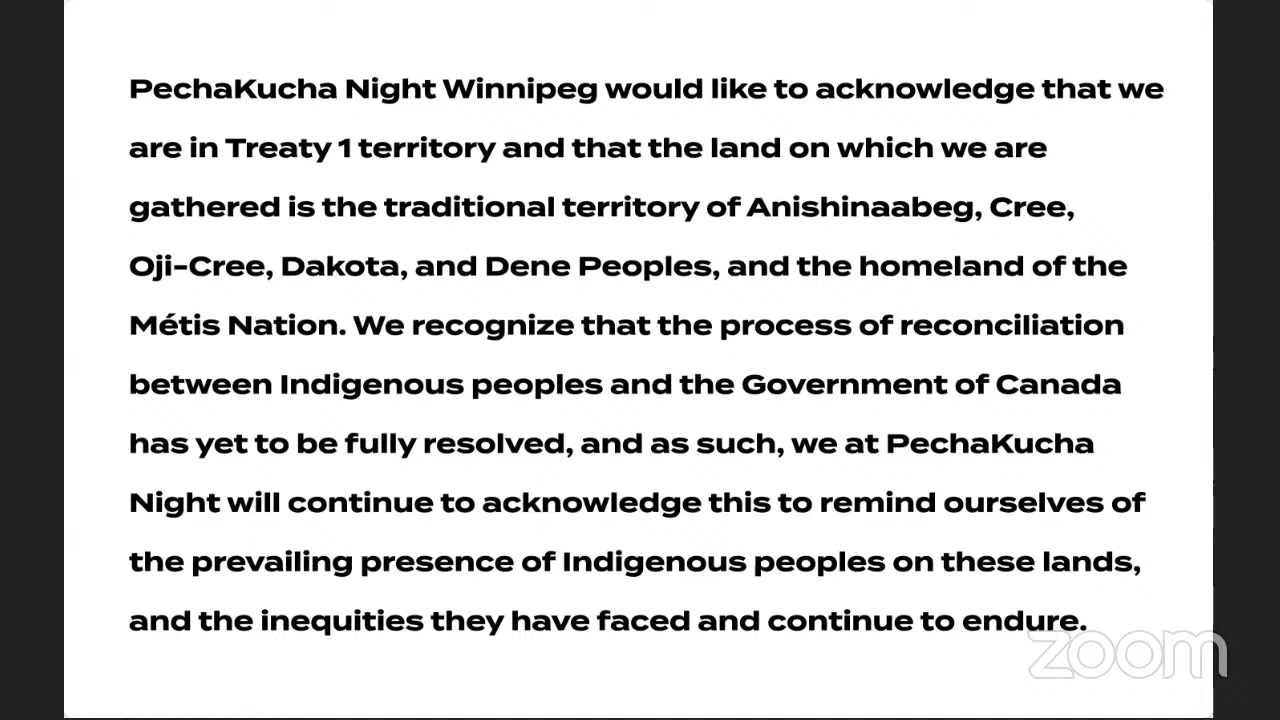 PechaKucha Night Winnipeg would like to acknowledge that we
are in Treaty 1 territory and that the land on which we are
gathered is the traditional territory of Anishinaabeg, Cree,
Oji-Cree, Dakota, and Dene Peoples, and the homeland of the
Métis Nation. We recognize that the process of reconciliation
between Indigenous peoples and the Government of Canada
has yet to be fully resolved, and as such, we at PechaKucha
Night will continue to acknowledge this to remind ourselves of
the prevailing presence of Indigenous peoples on these lands,
and the inequities they have faced and continue to endure.
zoom